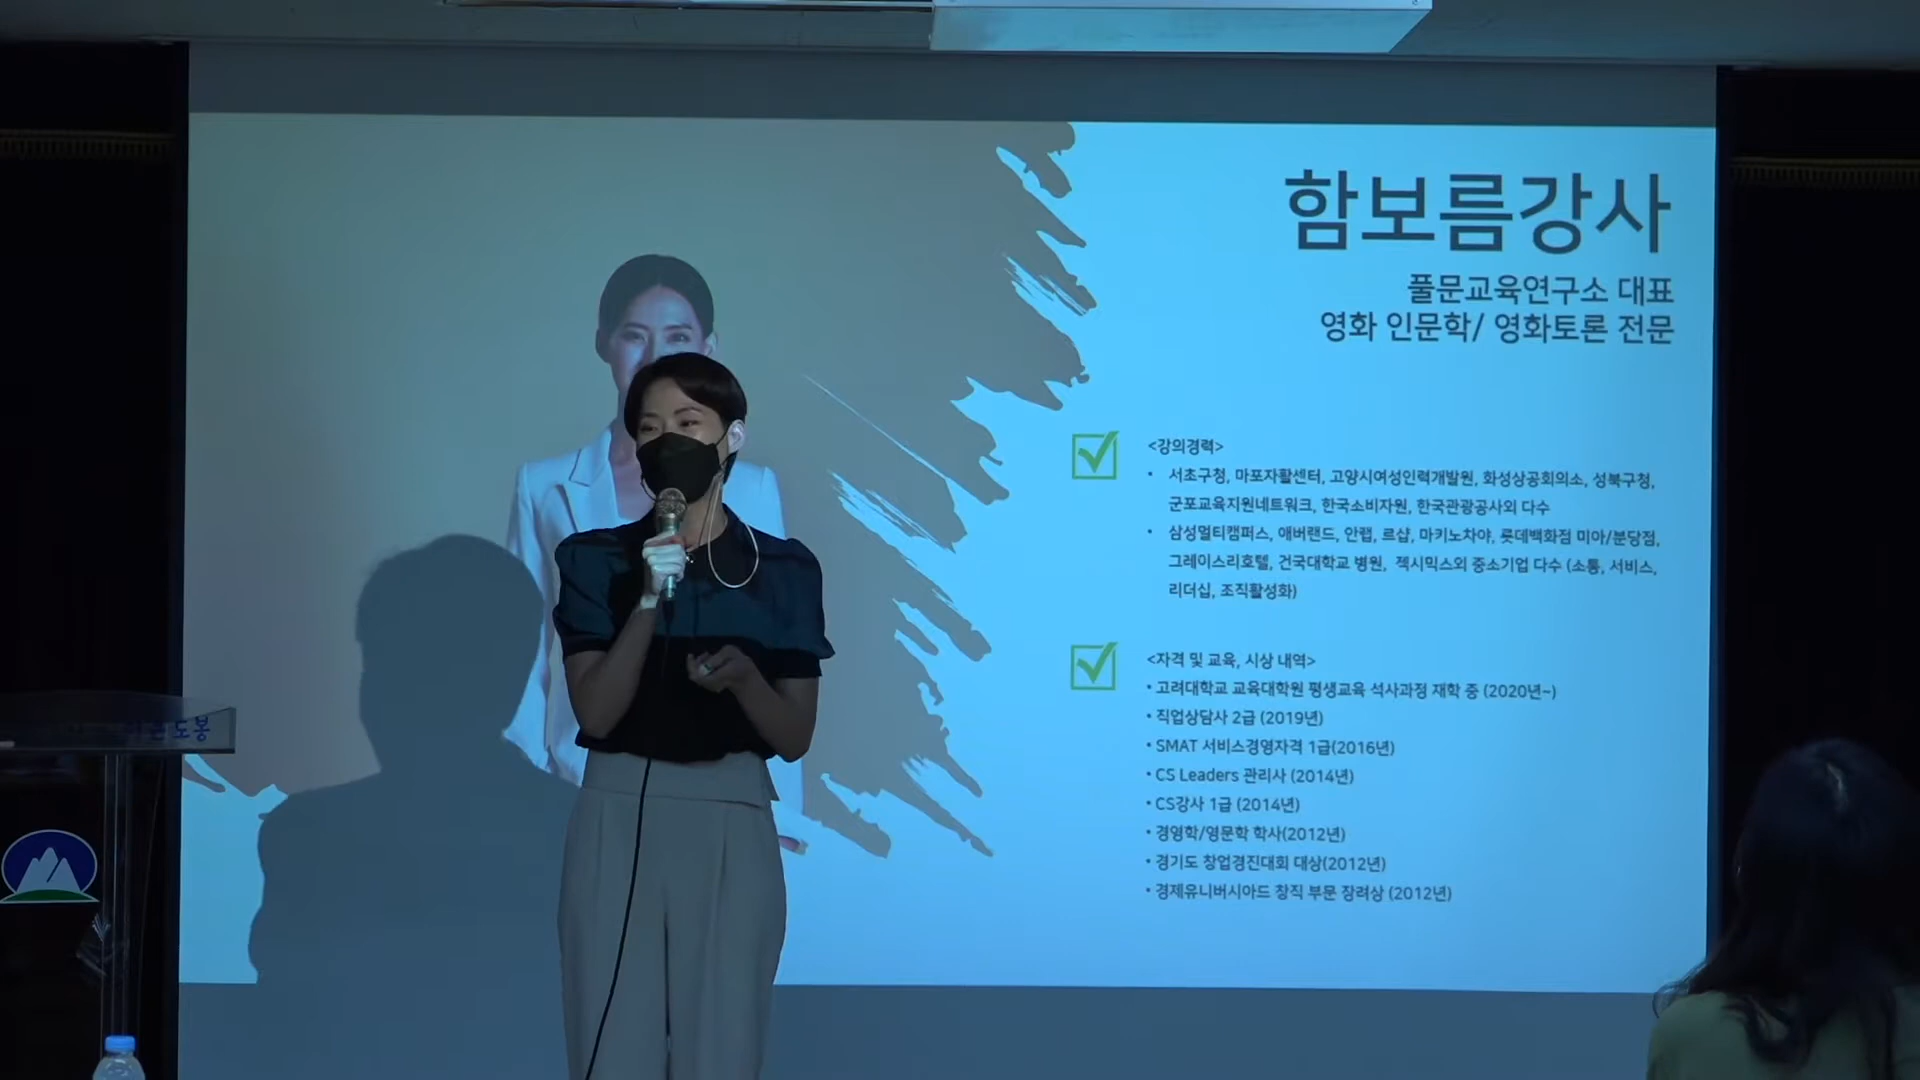 함보름강사
풀문교육연구소 대표
영화 인문학/ 영화토론 전문
<강의경력>
• 서초구청, 마포자활센터, 고양시여성인력개발원, 화성상공회의소, 성북구청,
군포교육지원네트워크, 한국소비자원, 한국관광공사외 다수
• 삼성멀티캠퍼스, 애버랜드, 안랩, 르샵, 마키노차야, 롯데백화점 미아/분당점,
그레이스리호텔, 건국대학교 병원, 젝시믹스외 중소기업 다수 (소통, 서비스,
리더십, 조직활성화)
<자격 및 교육, 시상 내역>
• 고려대학교 교육대학원 평생교육 석사과정 재학 중 (2020년~)
• 직업상담사 2급 (2019년)
• SMAT 서비스경영자격 1급(2016년)
• CS Leaders 관리사 (2014년)
• CS강사 1급 (2014년)
• 경영학/영문학 학사(2012년)
• 경기도 창업경진대회 대상(2012년)
• 경제유니버시아드 창직 부문 장려상 (2012년)
도봉